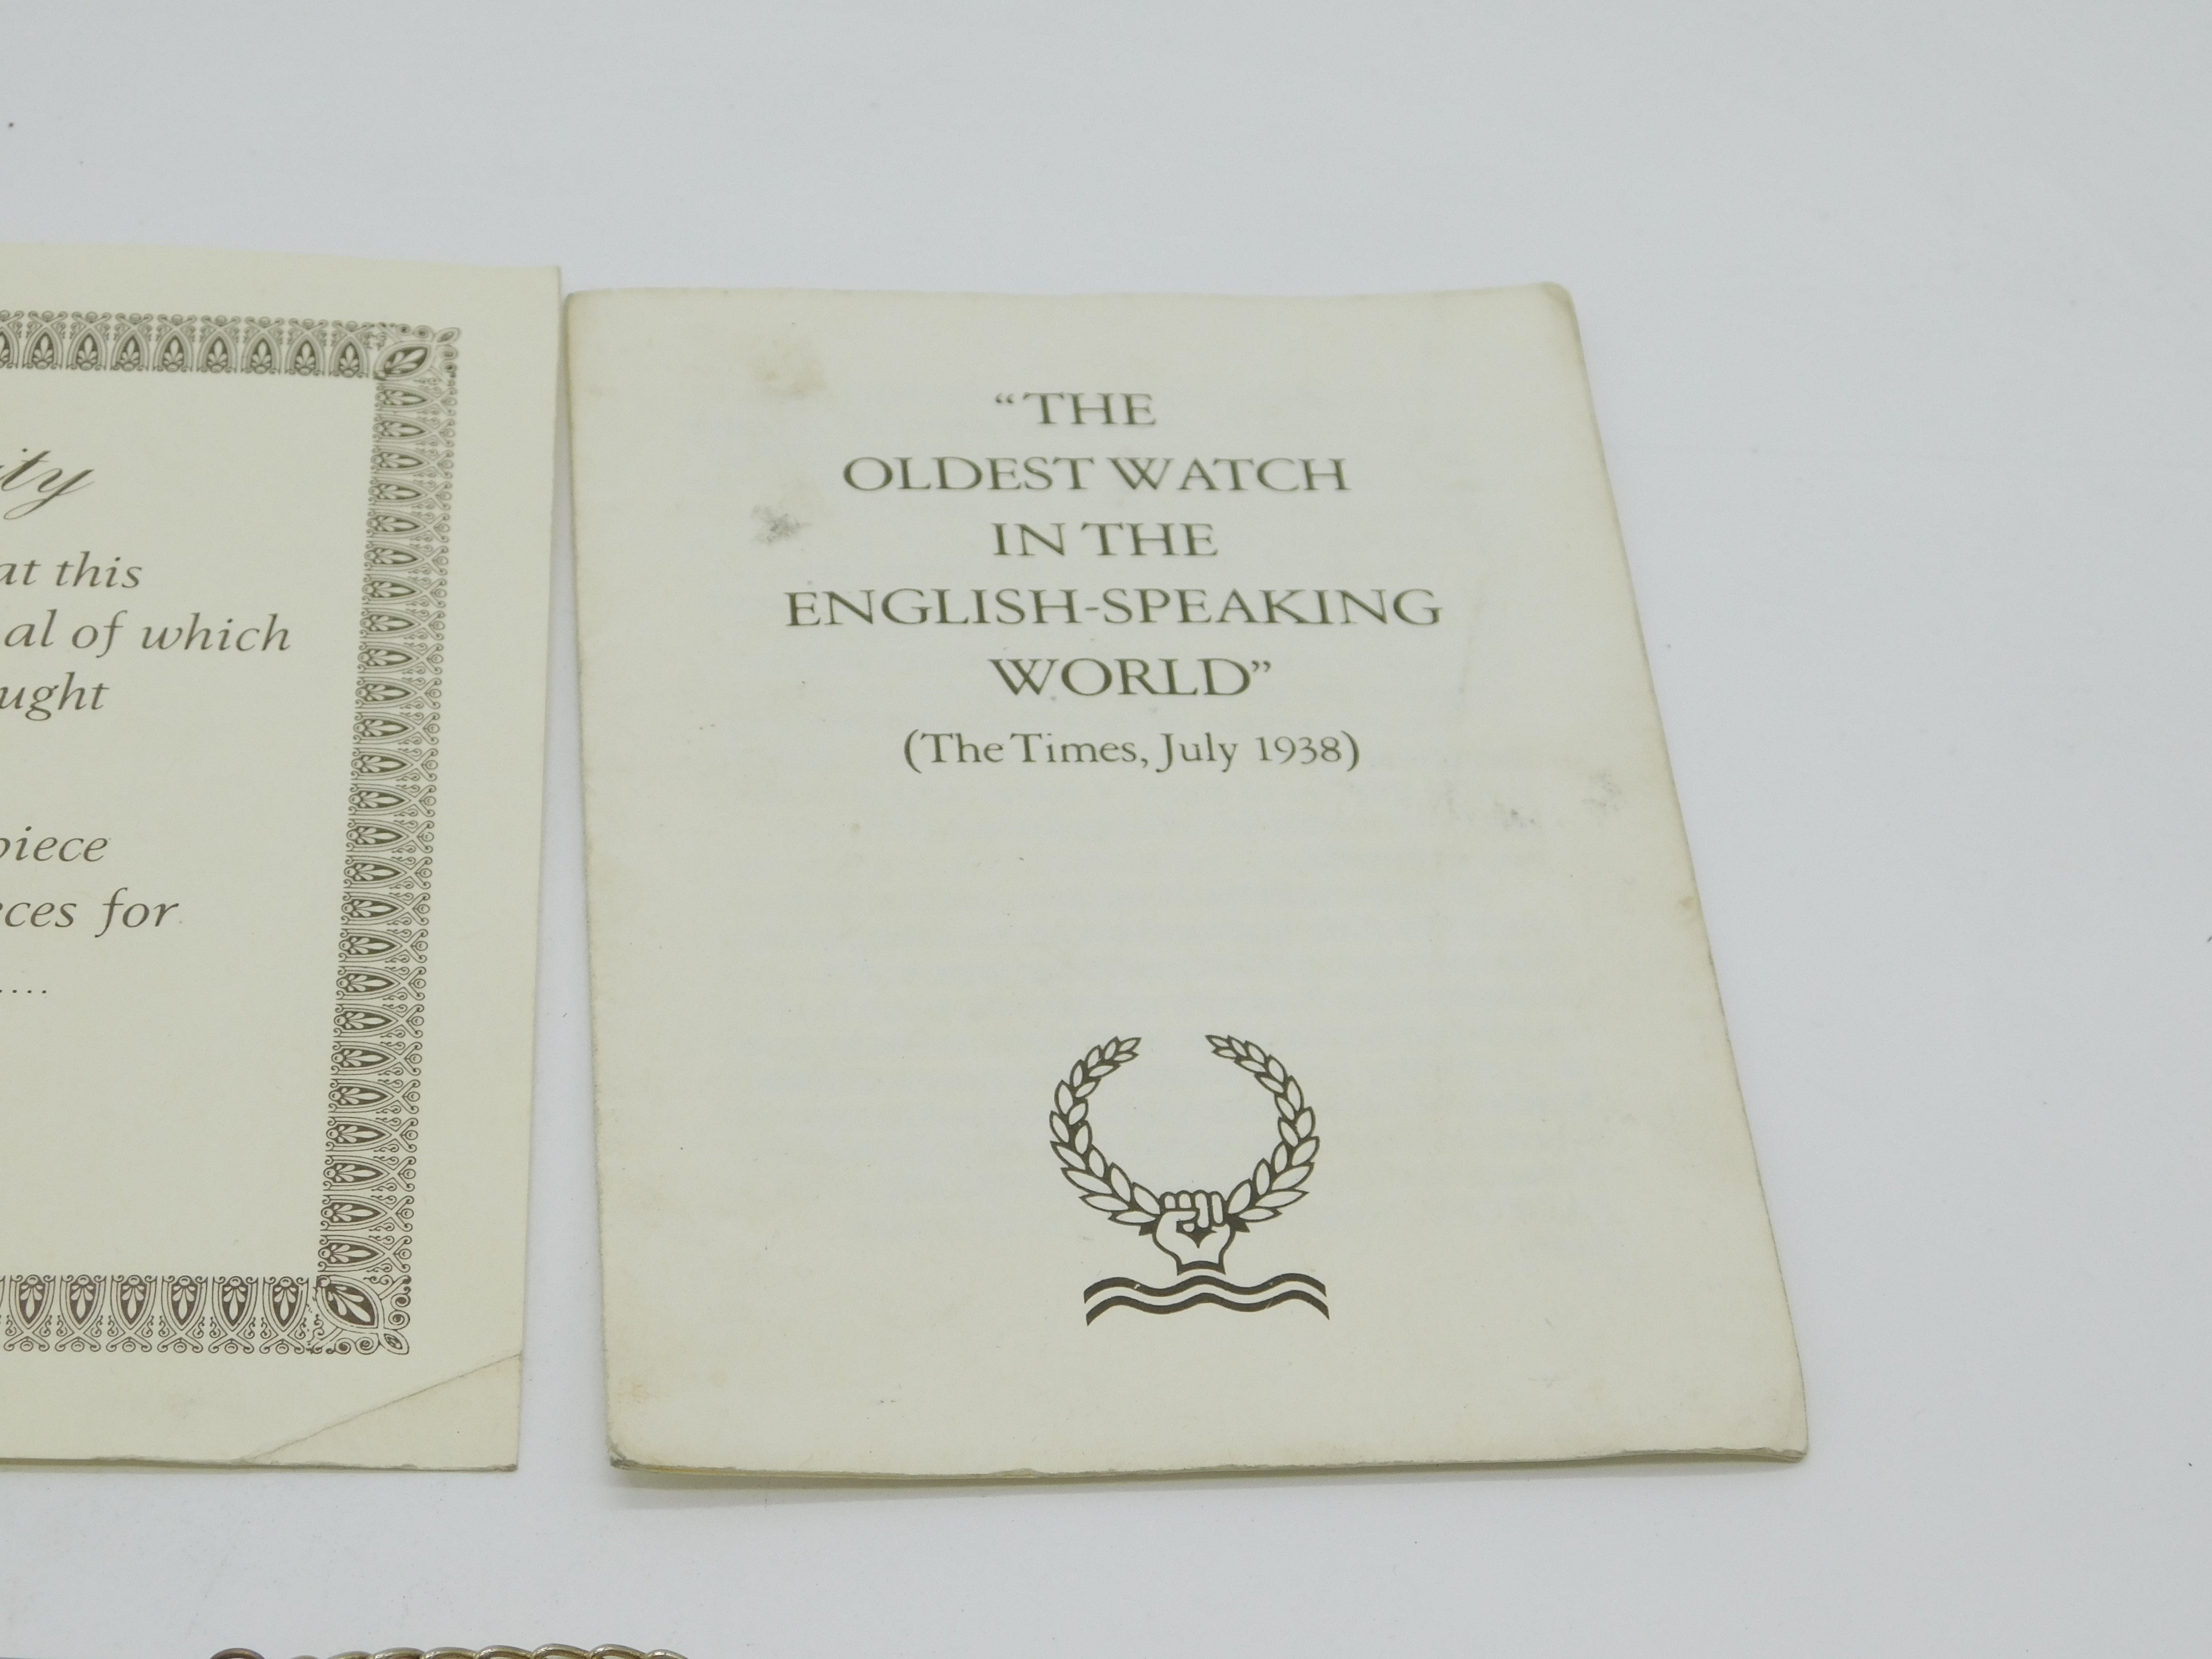 ity
at this
al of which
ught
piece
eces for
....
“THE
OLDEST WATCH
IN THE
ENGLISH-SPEAKING
WORLD”
(The Times, July 1938)